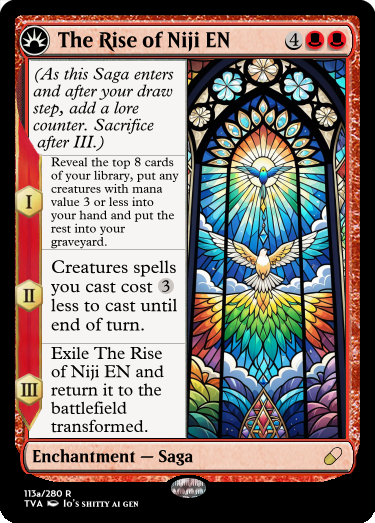 The Rise of Niji EN 4
(As this Saga enters
and after your draw
step, add a lore
counter. Sacrifice
after III.)
I
Reveal the top 8 cards
of your library, put any
creatures with mana
value 3 or less into
your hand and put the
rest into your
graveyard.
II
Creatures spells
you cast cost 3
less to cast until
end of turn.
III
Exile The Rise
of Niji EN and
return it to the
battlefield
transformed.
Enchantment — Saga
113a/280 R
TVA Io's SHITTY AI GEN